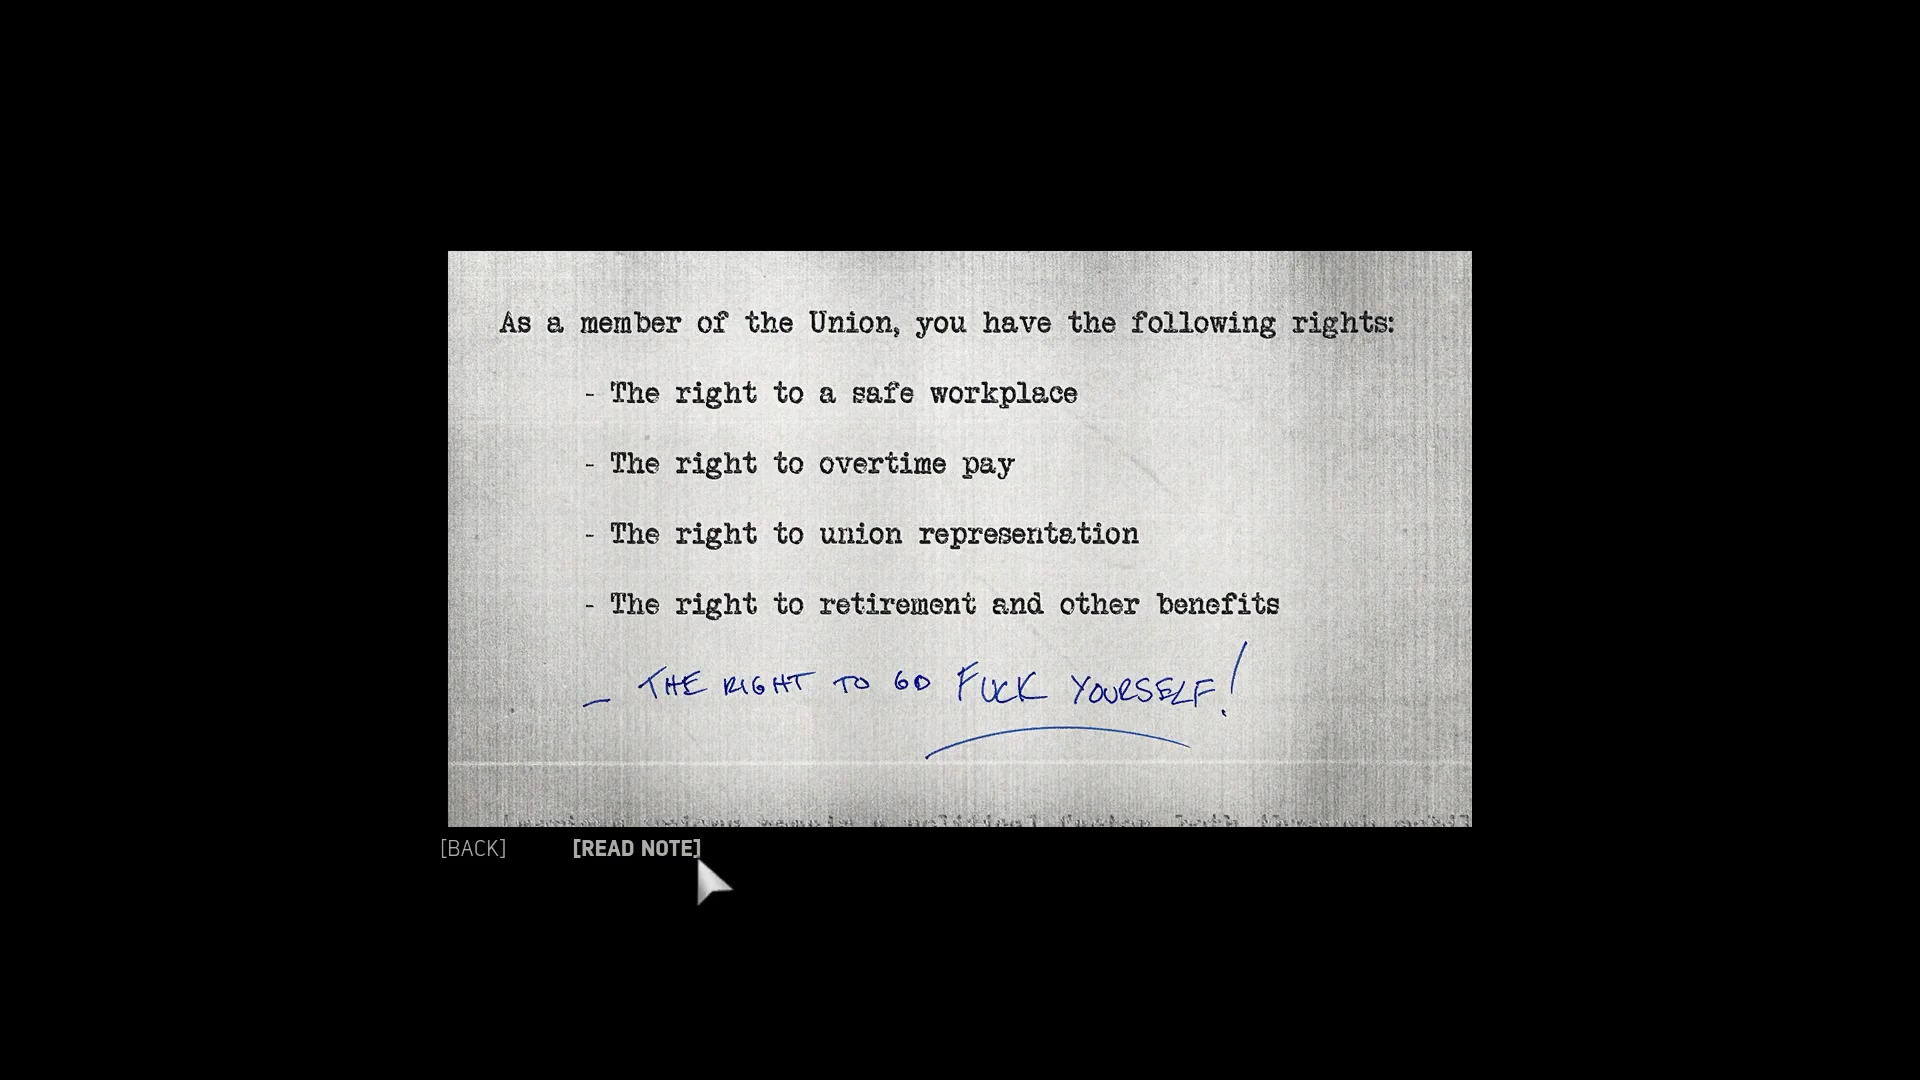 As a member of the Union, you have the following rights:
- The right to a safe workplace
- The right to overtime pay
- The right to union representation
- The right to retirement and other benefits
- THE RIGHT TO GO FUCK YOURSELF!
[BACK] [READ NOTE]